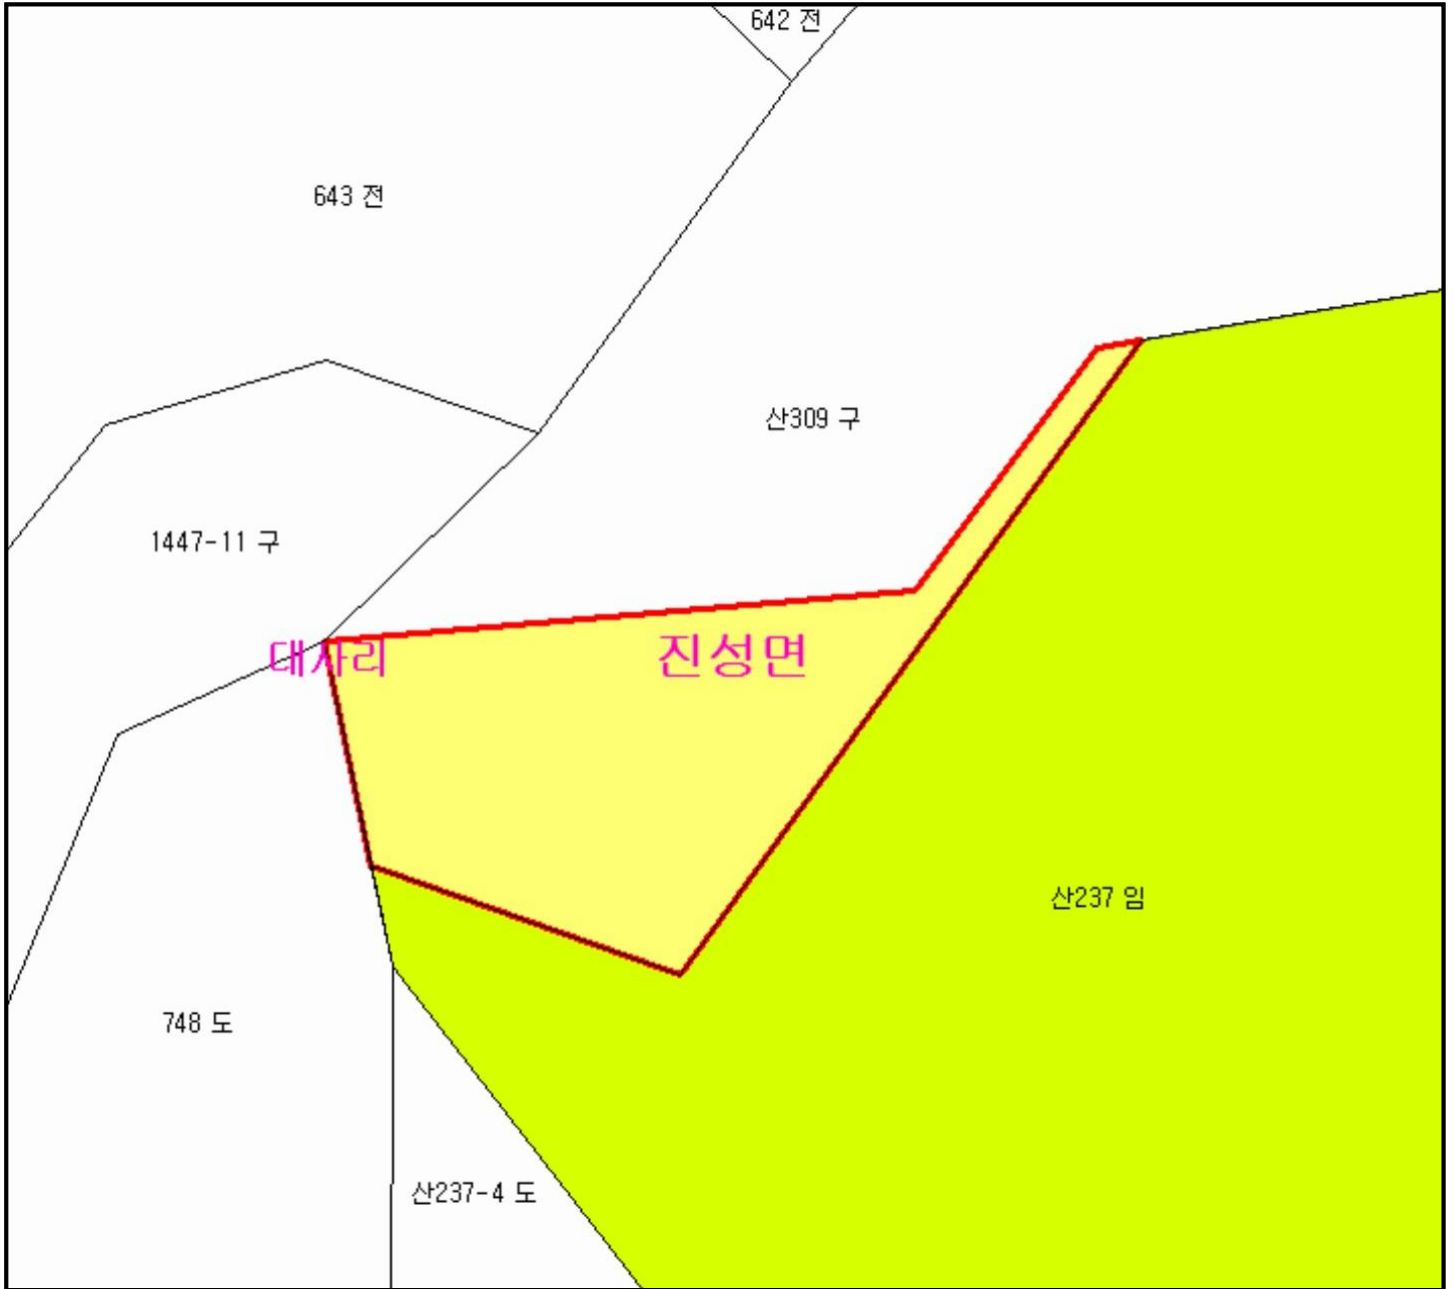 642 전
643 전
산309 구
1447-11 구
대사리
진성면
산237 임
748 도
산237-4 도